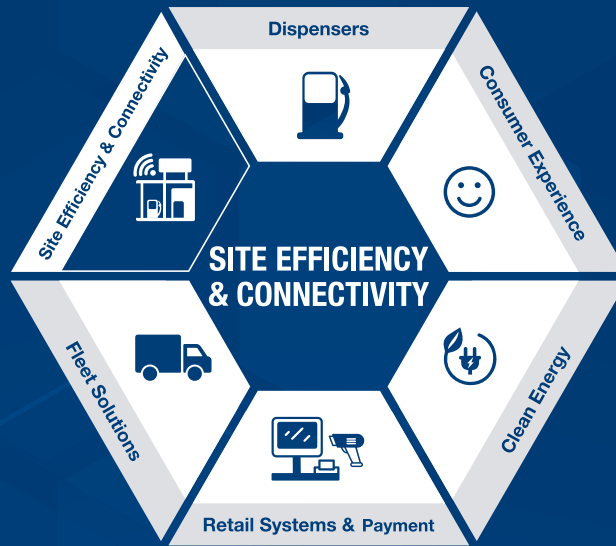 Dispensers
Consumer Experience
Site Efficiency & Connectivity
SITE EFFICIENCY
& CONNECTIVITY
Fleet Solutions
Clean Energy
Retail Systems & Payment